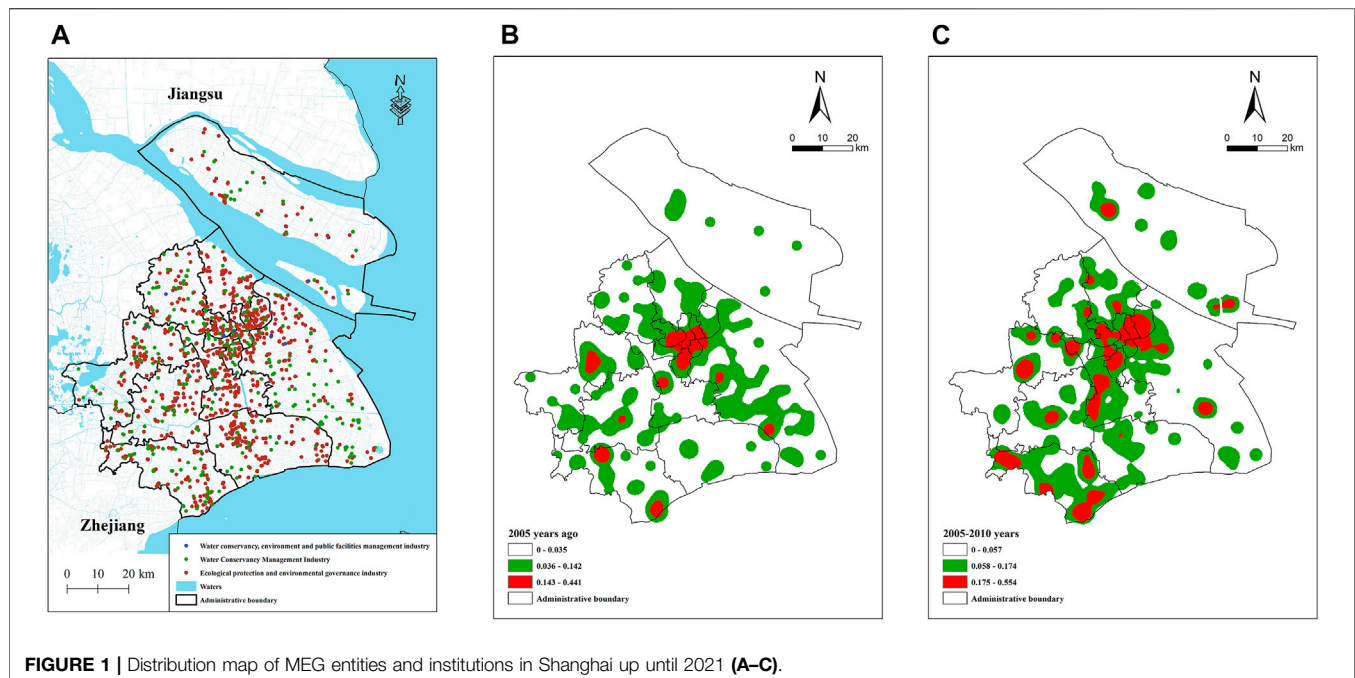 A
B
C
Jiangsu
N
Zhejiang
0 10 20 km
Water conservancy, environment and public facilities management industry
Water Conservancy Management Industry
Ecological protection and environmental governance industry
Waters
Administrative boundary
N
0 10 20
km
2005 years ago
0 - 0.035
0.036 - 0.142
0.143 - 0.441
Administrative boundary
N
0 10 20
km
2005-2010 years
0 - 0.057
0.058 - 0.174
0.175 - 0.554
Administrative boundary
FIGURE 1 | Distribution map of MEG entities and institutions in Shanghai up until 2021 (A–C).